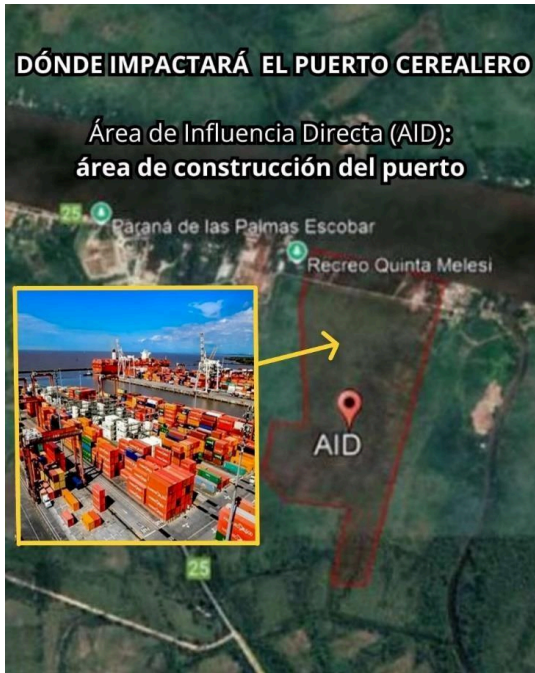 DÓNDE IMPACTARÁ EL PUERTO CEREALERO
Área de Influencia Directa (AID):
área de construcción del puerto
25
Paraná de las Palmas Escobar
Recreo Quinta Melesi
AID
25